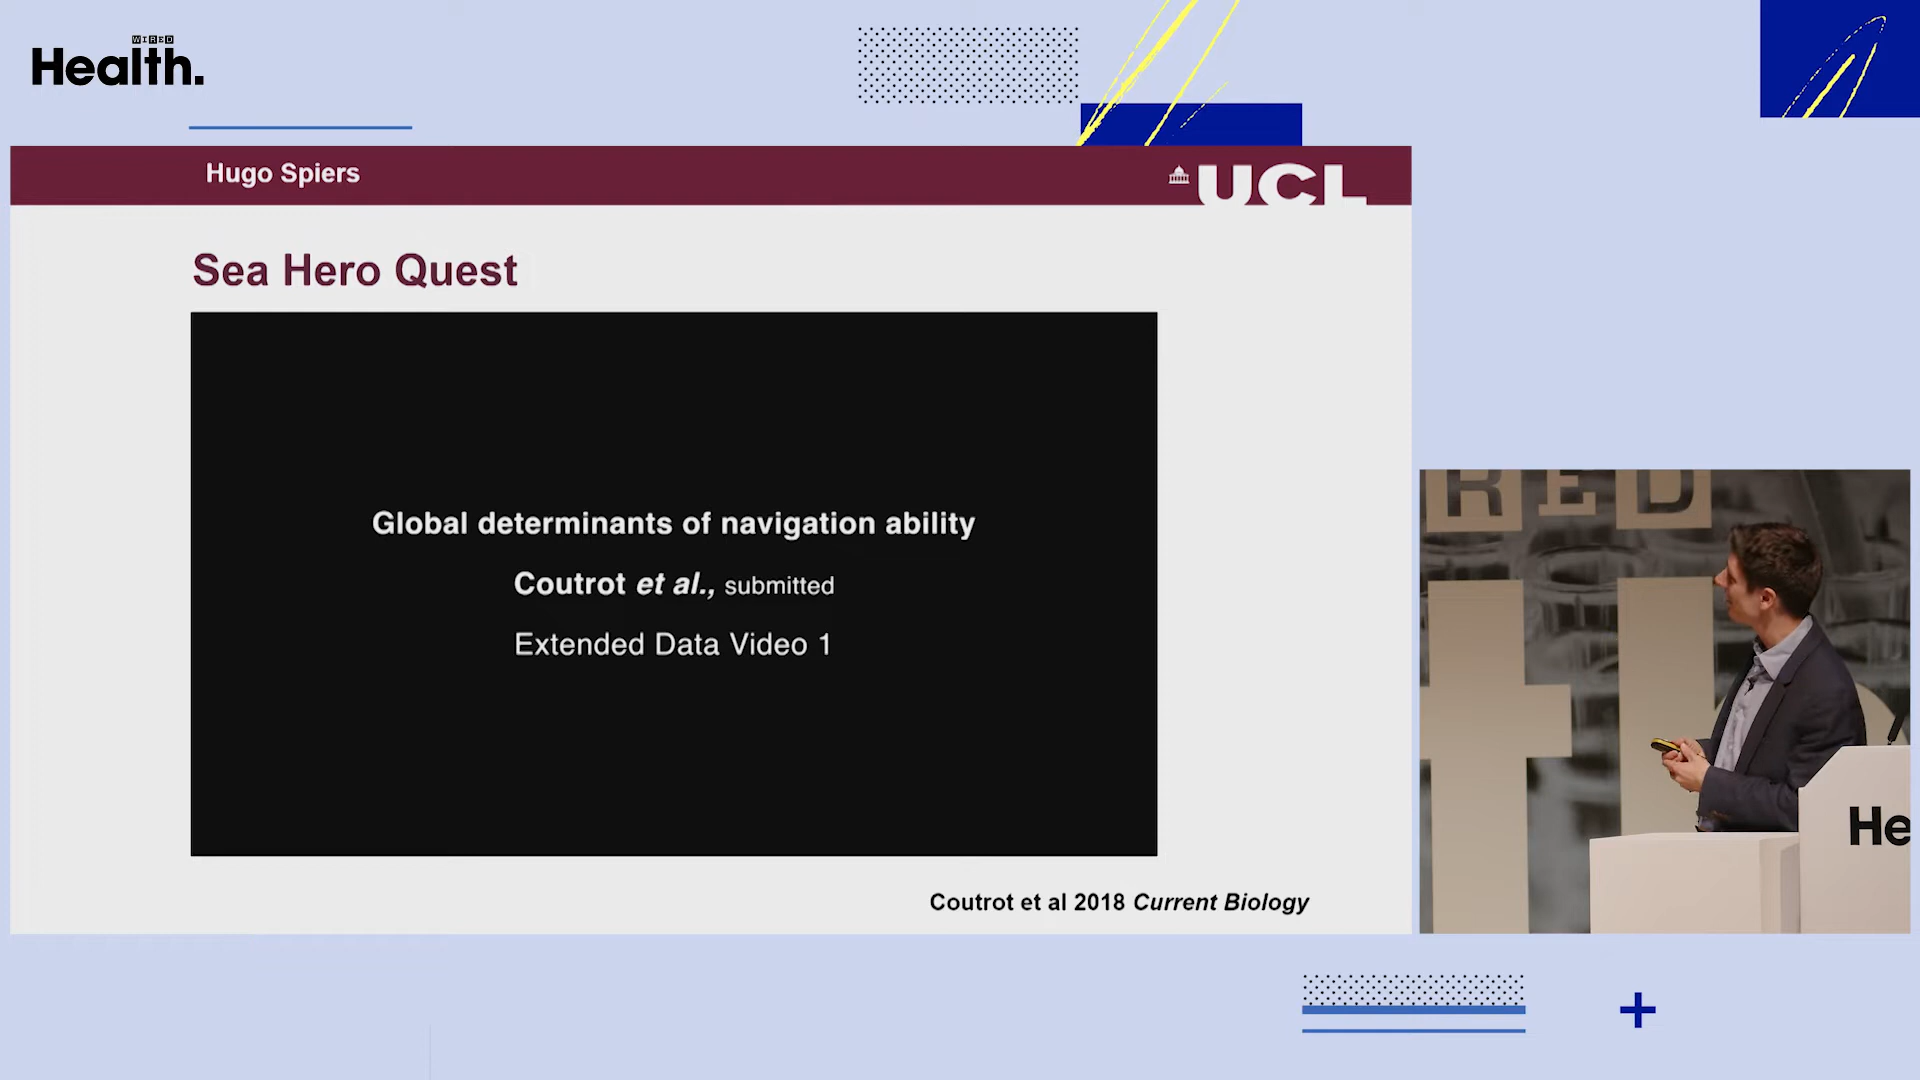 WIRED
Health.
Hugo Spiers
UCL
Sea Hero Quest
Global determinants of navigation ability
Coutrot et al., submitted
Extended Data Video 1
Coutrot et al 2018 Current Biology
RED
He